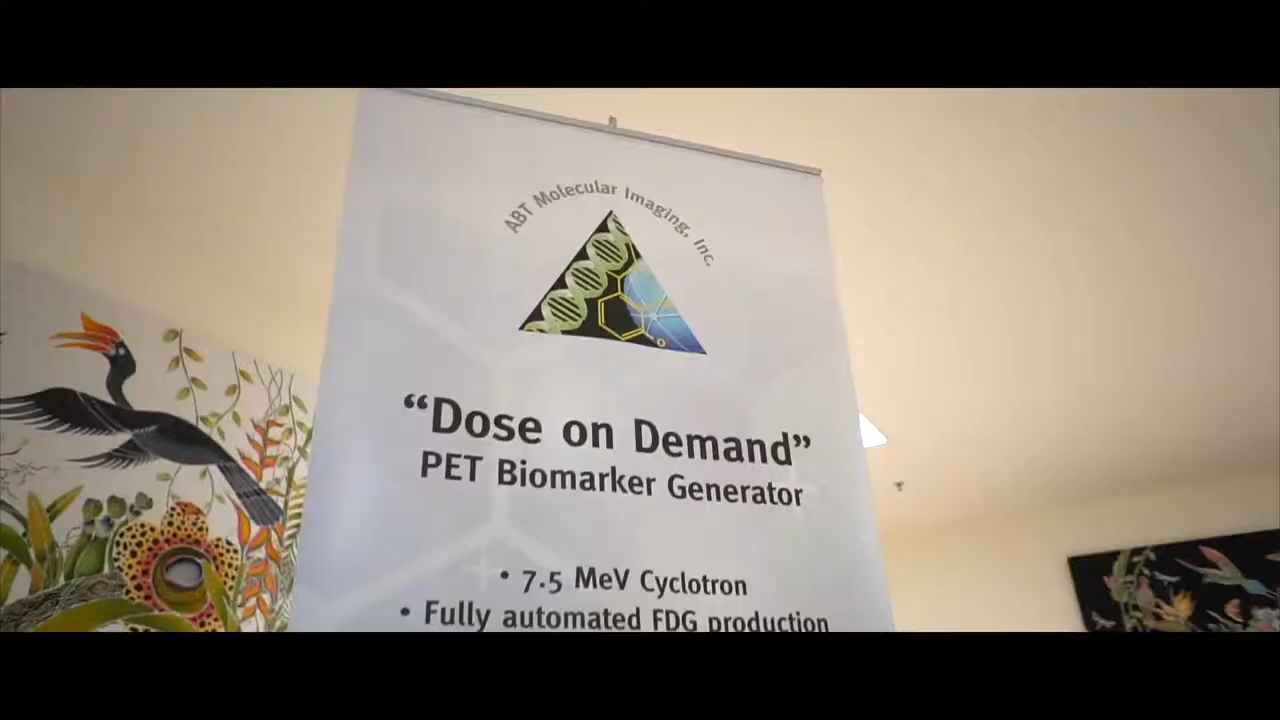 ABT Molecular Imaging, Inc.
“Dose on Demand”
PET Biomarker Generator
• 7.5 MeV Cyclotron
• Fully automated FDG production